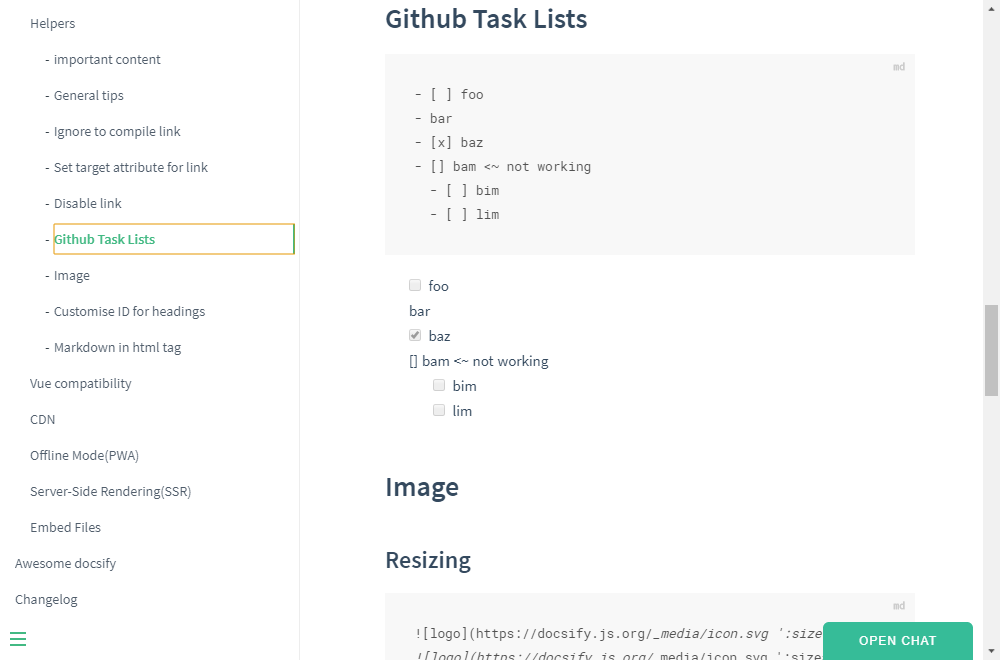 Helpers
- important content
- General tips
- Ignore to compile link
- Set target attribute for link
- Disable link
- Github Task Lists
- Image
- Customise ID for headings
- Markdown in html tag
Vue compatibility
CDN
Offline Mode(PWA)
Server-Side Rendering(SSR)
Embed Files
Awesome docsify
Changelog
Github Task Lists
md
- [ ] foo
- bar
- [x] baz
- [] bam <~ not working
  - [ ] bim
  - [ ] lim
foo
bar
baz
[] bam <~ not working
bim
lim
Image
Resizing
md
![logo](https://docsify.js.org/_media/icon.svg ':size
![logo](https://docsify.js.org/_media/icon.svg ':size
OPEN CHAT